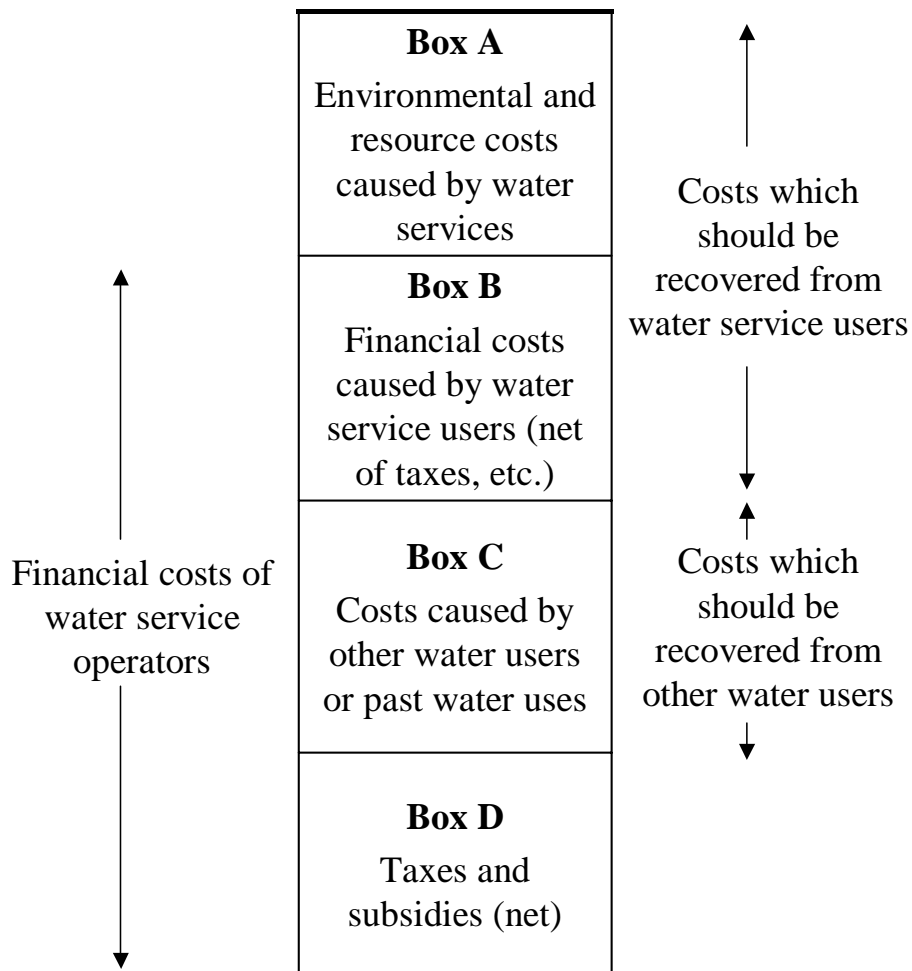 Box A
Environmental and
resource costs
caused by water
services
Box B
Financial costs
caused by water
service users (net
of taxes, etc.)
Box C
Costs caused by
other water users
or past water uses
Box D
Taxes and
subsidies (net)
Financial costs of
water service
operators
Costs which
should be
recovered from
water service users
Costs which
should be
recovered from
other water users